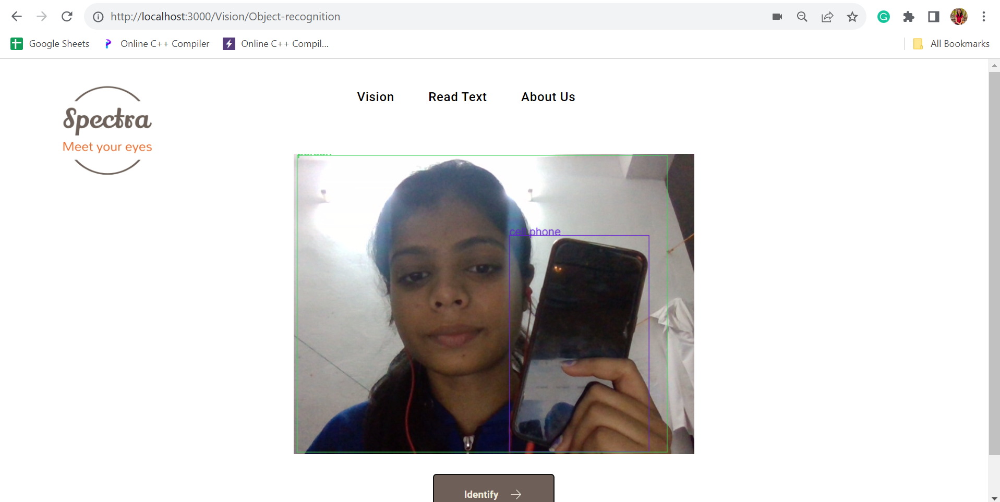 http://localhost:3000/Vision/Object-recognition
Google Sheets
Online C++ Compiler
Online C++ Compil...
All Bookmarks
Spectra
Meet your eyes
Vision
Read Text
About Us
person
cell phone
Identify